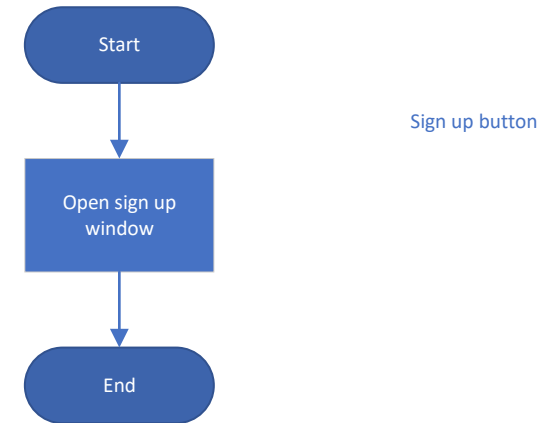 Start
Sign up button
Open sign up
window
End